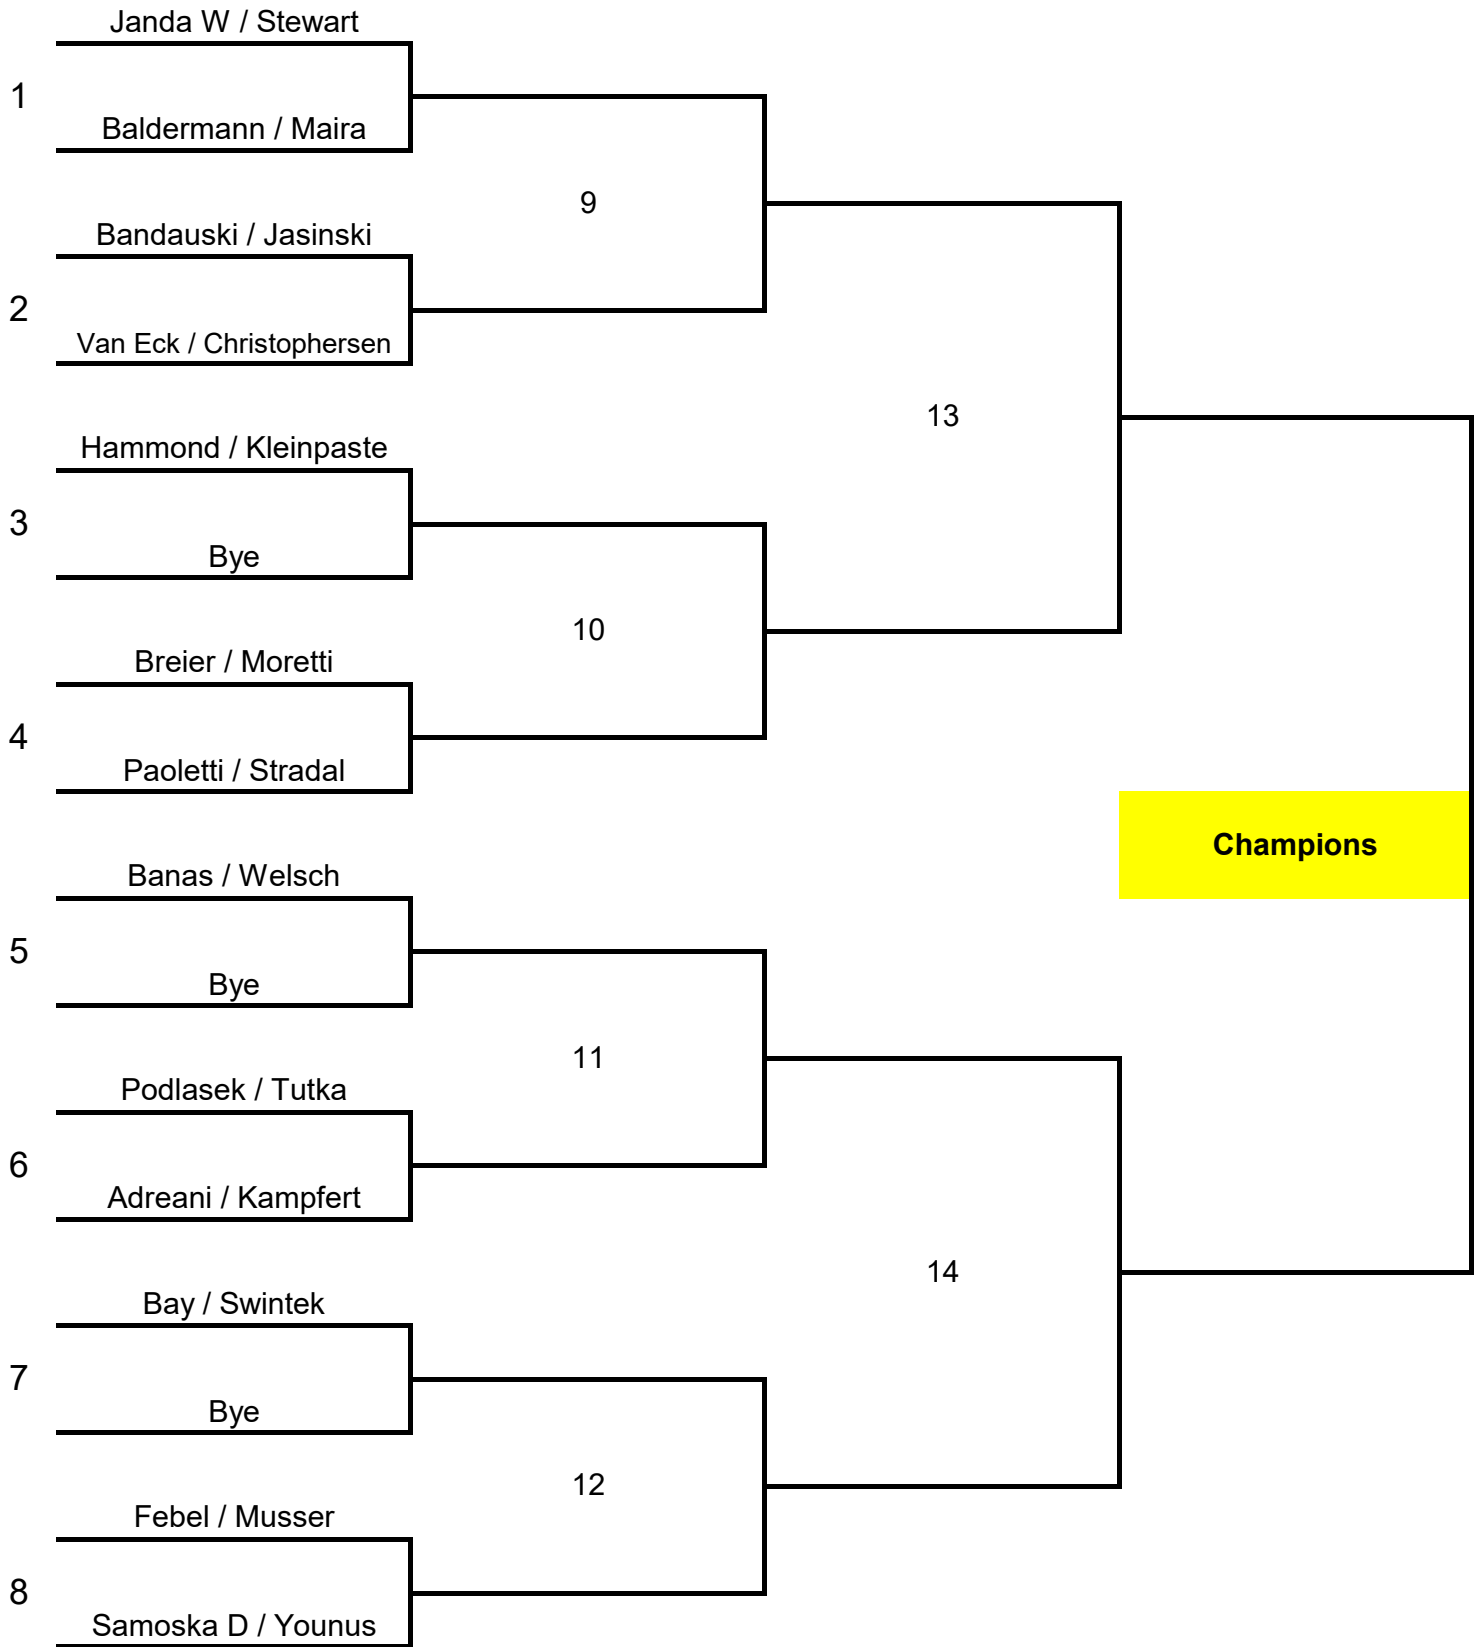 Janda W / Stewart
1
Baldermann / Maira
9
Bandauski / Jasinski
2
Van Eck / Christophersen
13
Hammond / Kleinpaste
3
Bye
10
Breier / Moretti
4
Paoletti / Stradal
Champions
Banas / Welsch
5
Bye
11
Podlasek / Tutka
6
Adreani / Kampfert
14
Bay / Swintek
7
Bye
12
Febel / Musser
8
Samoska D / Younus